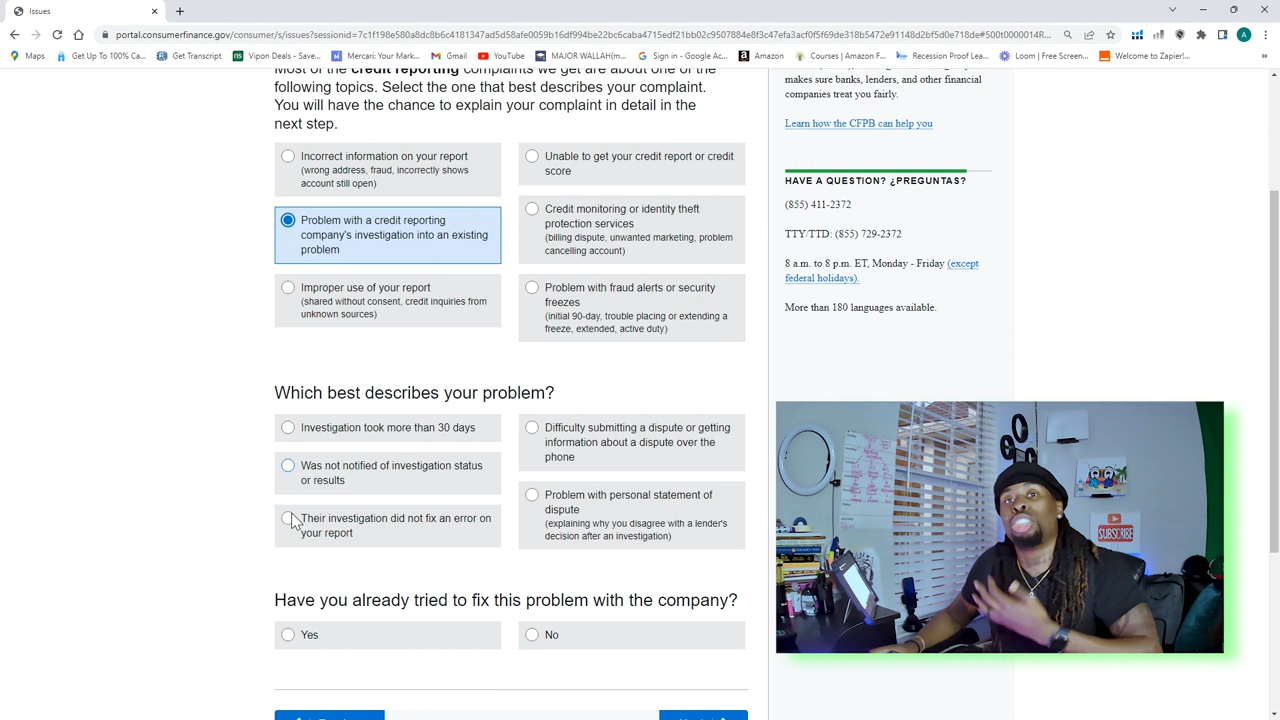 Issues
portal.consumerfinance.gov/consumer/s/issues?sessionid=7c1f198e580a8dc8b6c4181347ad5d58afe0059b16df994be22bc6caba4715edf21bb02c9507884e8f3c47efa3acf0f5f69de318b5472e91148d2bf5d0e718de#500t0000014R...
A
Maps
Get Up To 100% Ca...
Get Transcript
Vipon Deals - Save...
Mercari: Your Mark...
Gmail
YouTube
MAJOR WALLAH(m...
Sign in - Google Ac...
Amazon
Courses | Amazon F...
Recession Proof Lea...
Loom | Free Screen...
Welcome to Zapier!...
Most of the credit reporting complaints we get are about one of the
following topics. Select the one that best describes your complaint.
You will have the chance to explain your complaint in detail in the
next step.
Incorrect information on your report
(wrong address, fraud, incorrectly shows
account still open)
Problem with a credit reporting
company's investigation into an existing
problem
Improper use of your report
(shared without consent, credit inquiries from
unknown sources)
Unable to get your credit report or credit
score
Credit monitoring or identity theft
protection services
(billing dispute, unwanted marketing, problem
cancelling account)
Problem with fraud alerts or security
freezes
(initial 90-day, trouble placing or extending a
freeze, extended, active duty)
Which best describes your problem?
Investigation took more than 30 days
Was not notified of investigation status
or results
Their investigation did not fix an error on
your report
Difficulty submitting a dispute or getting
information about a dispute over the
phone
Problem with personal statement of
dispute
(explaining why you disagree with a lender's
decision after an investigation)
Have you already tried to fix this problem with the company?
Yes
No
makes sure banks, lenders, and other financial
companies treat you fairly.
Learn how the CFPB can help you
HAVE A QUESTION? ¿PREGUNTAS?
(855) 411-2372
TTY/TTD: (855) 729-2372
8 a.m. to 8 p.m. ET, Monday - Friday (except
federal holidays).
More than 180 languages available.
GO
SUBSCRIBE